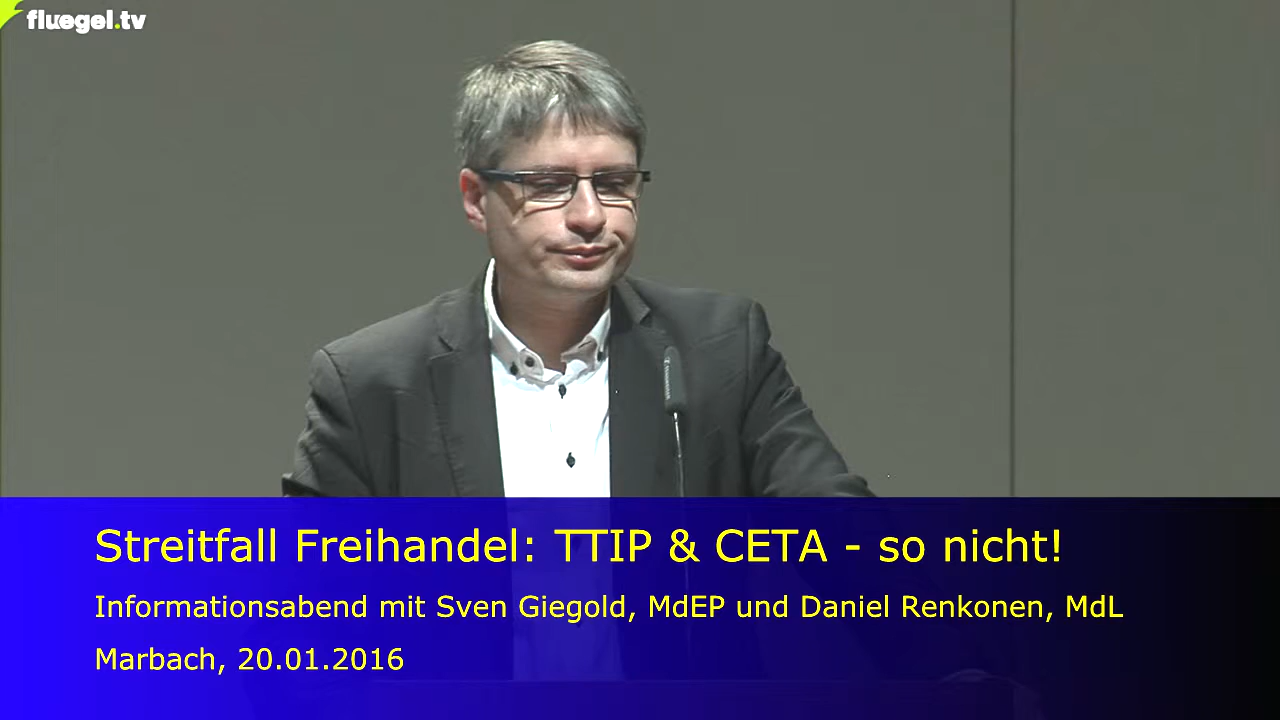 fluegel.tv
Streitfall Freihandel: TTIP & CETA - so nicht!
Informationsabend mit Sven Giegold, MdEP und Daniel Renkonen, MdL
Marbach, 20.01.2016